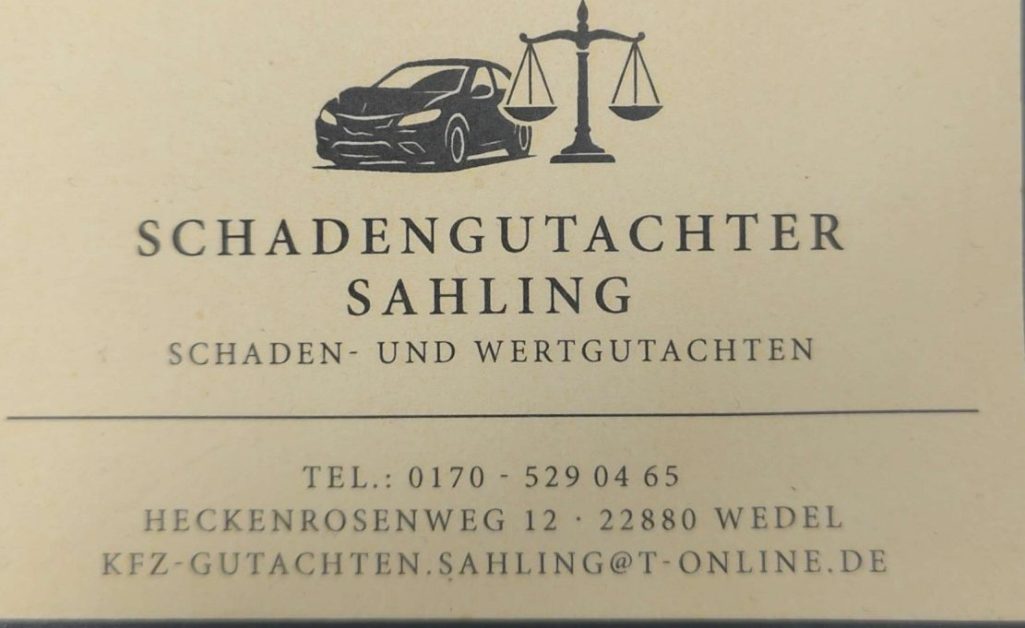 SCHADENGUTACHTER
SAHLING
SCHADEN- UND WERTGUTACHTEN
TEL.: 0170 - 529 04 65
HECKENROSENWEG 12 · 22880 WEDEL
KFZ-GUTACHTEN.SAHLING@T-ONLINE.DE